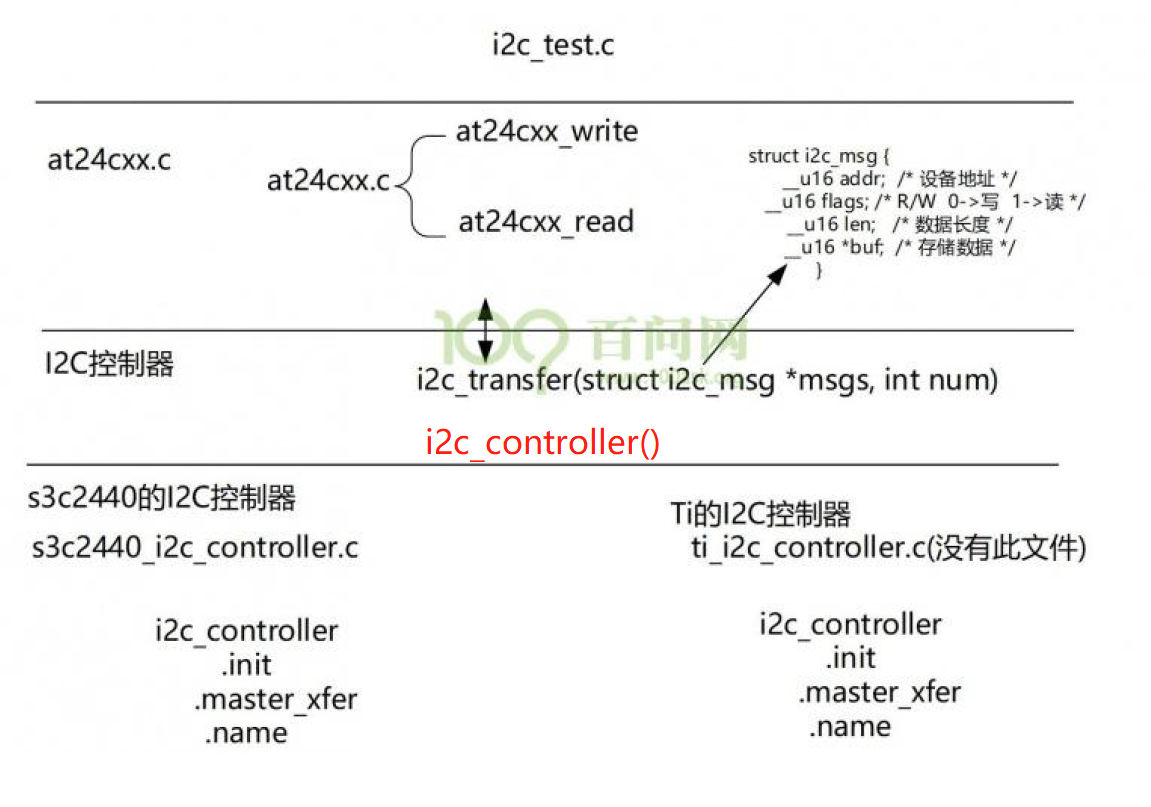 i2c_test.c
at24cxx.c
at24cxx.c
at24cxx_write
at24cxx_read
struct i2c_msg {
__u16 addr; /* 设备地址 */
__u16 flags; /* R/W 0->写 1->读 */
__u16 len; /* 数据长度 */
__u16 *buf; /* 存储数据 */
}
100 百问网
I2C控制器
i2c_transfer(struct i2c_msg *msgs, int num)
i2c_controller()
s3c2440的I2C控制器
s3c2440_i2c_controller.c
i2c_controller
.init
.master_xfer
.name
Ti的I2C控制器
ti_i2c_controller.c(没有此文件)
i2c_controller
.init
.master_xfer
.name